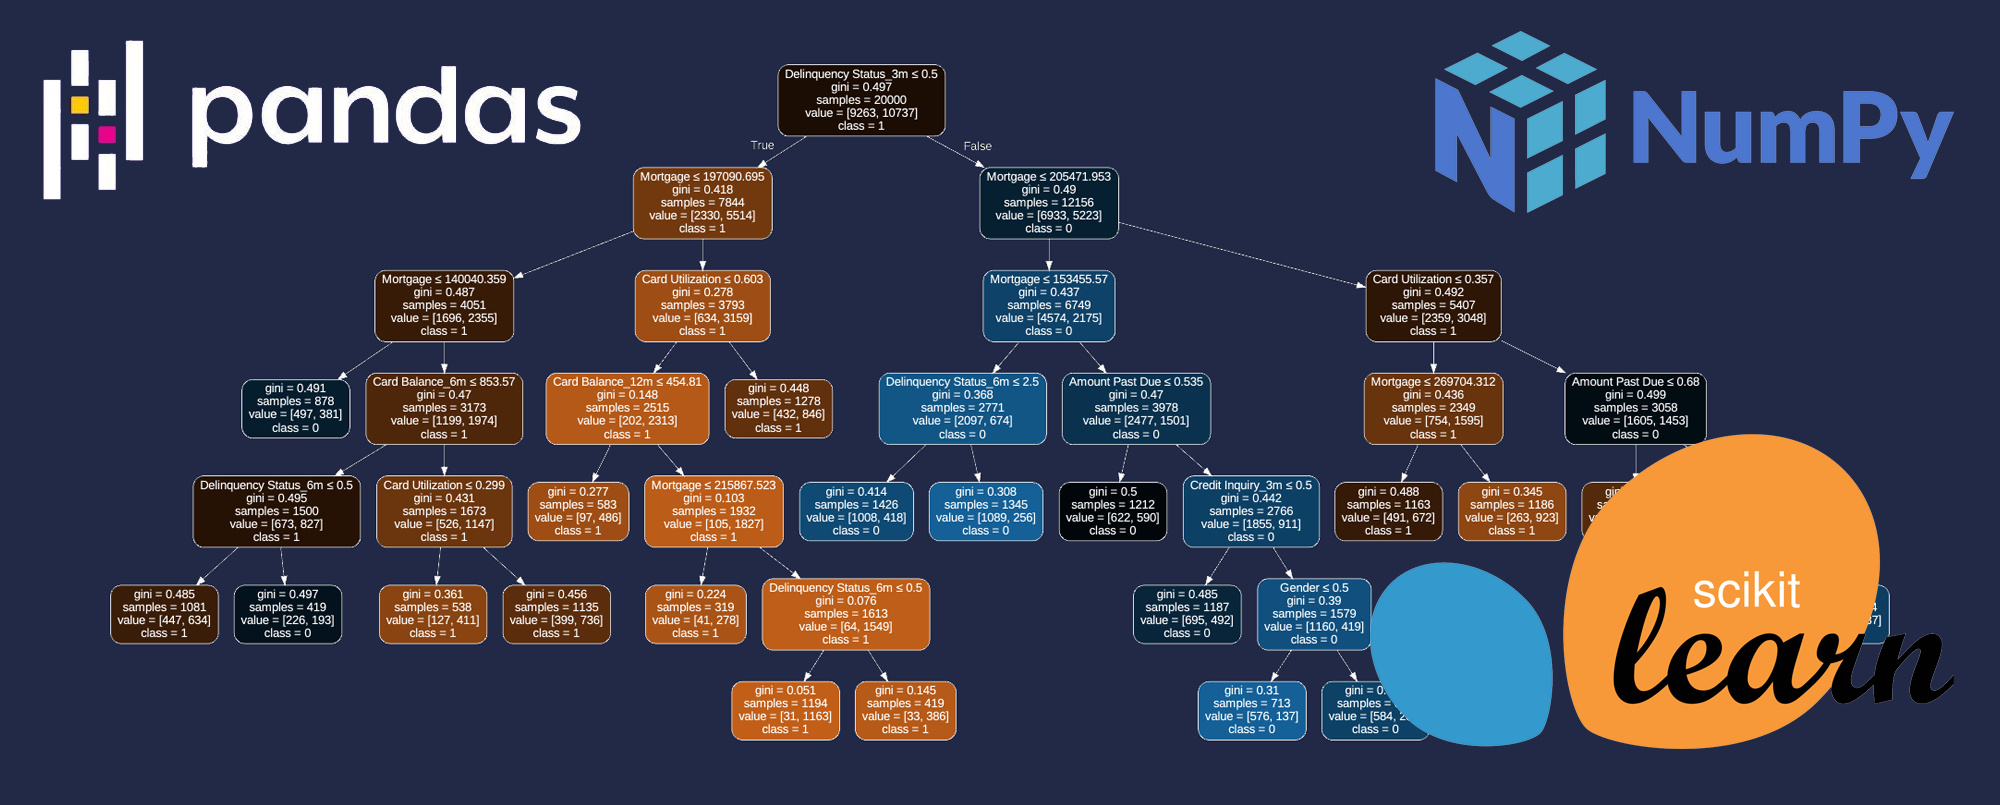 pandas
NumPy
Delinquency Status_3m ≤ 0.5
gini = 0.497
samples = 20000
value = [9263, 10737]
class = 1
True
False
Mortgage ≤ 197090.695
gini = 0.418
samples = 7844
value = [2330, 5514]
class = 1
Mortgage ≤ 205471.953
gini = 0.49
samples = 12156
value = [6933, 5223]
class = 0
Mortgage ≤ 140040.359
gini = 0.487
samples = 4051
value = [1696, 2355]
class = 1
Card Utilization ≤ 0.603
gini = 0.278
samples = 3793
value = [634, 3159]
class = 1
Mortgage ≤ 153455.57
gini = 0.437
samples = 6749
value = [4574, 2175]
class = 0
Card Utilization ≤ 0.357
gini = 0.492
samples = 5407
value = [2359, 3048]
class = 1
gini = 0.491
samples = 878
value = [497, 381]
class = 0
Card Balance_6m ≤ 853.57
gini = 0.47
samples = 3173
value = [1199, 1974]
class = 1
Card Balance_12m ≤ 454.81
gini = 0.148
samples = 2515
value = [202, 2313]
class = 1
gini = 0.448
samples = 1278
value = [432, 846]
class = 1
Delinquency Status_6m ≤ 2.5
gini = 0.368
samples = 2771
value = [2097, 674]
class = 0
Amount Past Due ≤ 0.535
gini = 0.47
samples = 3978
value = [2477, 1501]
class = 0
Mortgage ≤ 269704.312
gini = 0.436
samples = 2349
value = [754, 1595]
class = 1
Amount Past Due ≤ 0.68
gini = 0.499
samples = 3058
value = [1605, 1453]
class = 0
Delinquency Status_6m ≤ 0.5
gini = 0.495
samples = 1500
value = [673, 827]
class = 1
Card Utilization ≤ 0.299
gini = 0.431
samples = 1673
value = [526, 1147]
class = 1
gini = 0.277
samples = 583
value = [97, 486]
class = 1
Mortgage ≤ 215867.523
gini = 0.103
samples = 1932
value = [105, 1827]
class = 1
gini = 0.414
samples = 1426
value = [1008, 418]
class = 0
gini = 0.308
samples = 1345
value = [1089, 256]
class = 0
gini = 0.5
samples = 1212
value = [622, 590]
class = 0
Credit Inquiry_3m ≤ 0.5
gini = 0.442
samples = 2766
value = [1855, 911]
class = 0
gini = 0.488
samples = 1163
value = [491, 672]
class = 1
gini = 0.345
samples = 1186
value = [263, 923]
class = 1
gini = 0.485
samples = 1081
value = [447, 634]
class = 1
gini = 0.497
samples = 419
value = [226, 193]
class = 0
gini = 0.361
samples = 538
value = [127, 411]
class = 1
gini = 0.456
samples = 1135
value = [399, 736]
class = 1
gini = 0.224
samples = 319
value = [41, 278]
class = 1
Delinquency Status_6m ≤ 0.5
gini = 0.076
samples = 1613
value = [64, 1549]
class = 1
gini = 0.485
samples = 1187
value = [695, 492]
class = 0
Gender ≤ 0.5
gini = 0.39
samples = 1579
value = [1160, 419]
class = 0
gini = 0.051
samples = 1194
value = [31, 1163]
class = 1
gini = 0.145
samples = 419
value = [33, 386]
class = 1
gini = 0.31
samples = 713
value = [576, 137]
class = 0
gini =
samples =
value = [584,
class = 0
scikit
learn